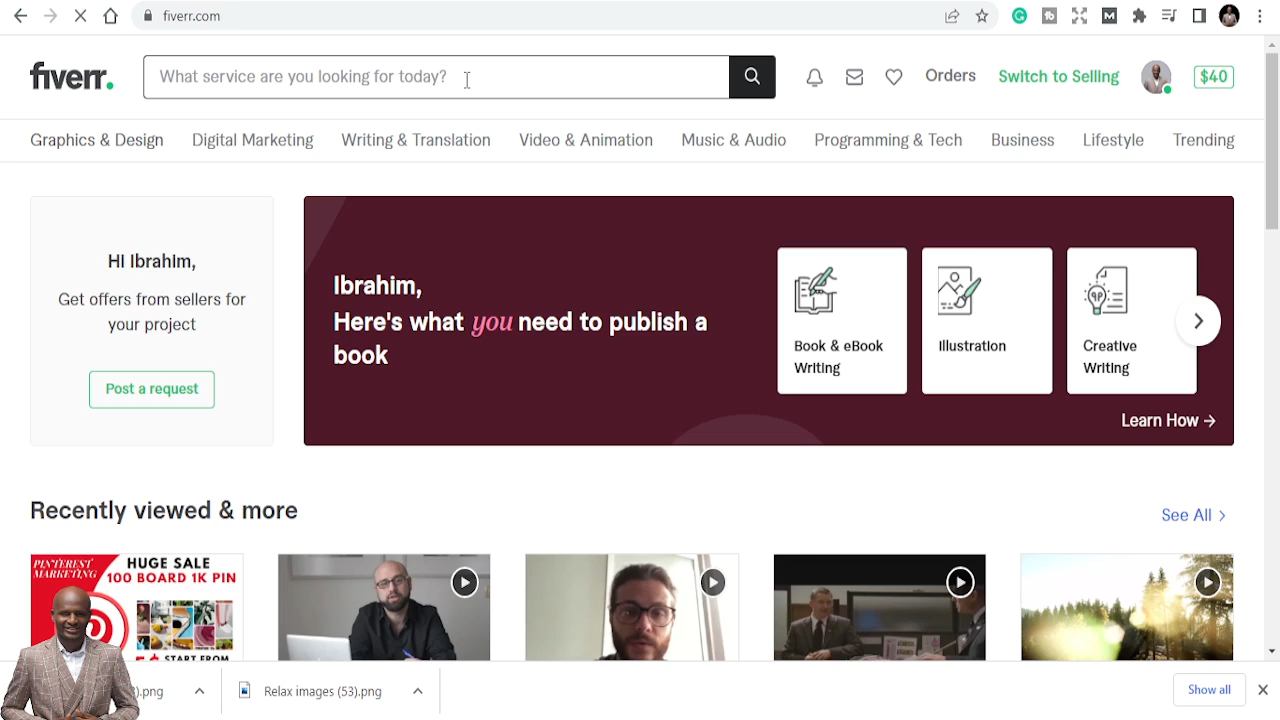 fiverr.com
fiverr.
What service are you looking for today?
Orders
Switch to Selling
$40
Graphics & Design
Digital Marketing
Writing & Translation
Video & Animation
Music & Audio
Programming & Tech
Business
Lifestyle
Trending
Hi Ibrahim,
Get offers from sellers for
your project
Post a request
Ibrahim,
Here's what you need to publish a
book
Book & eBook
Writing
Illustration
Creative
Writing
Learn How →
Recently viewed & more
See All >
PINTEREST
MARKETING
HUGE SALE
100 BOARD 1K PIN
START FROM
).png
Relax images (53).png
Show all